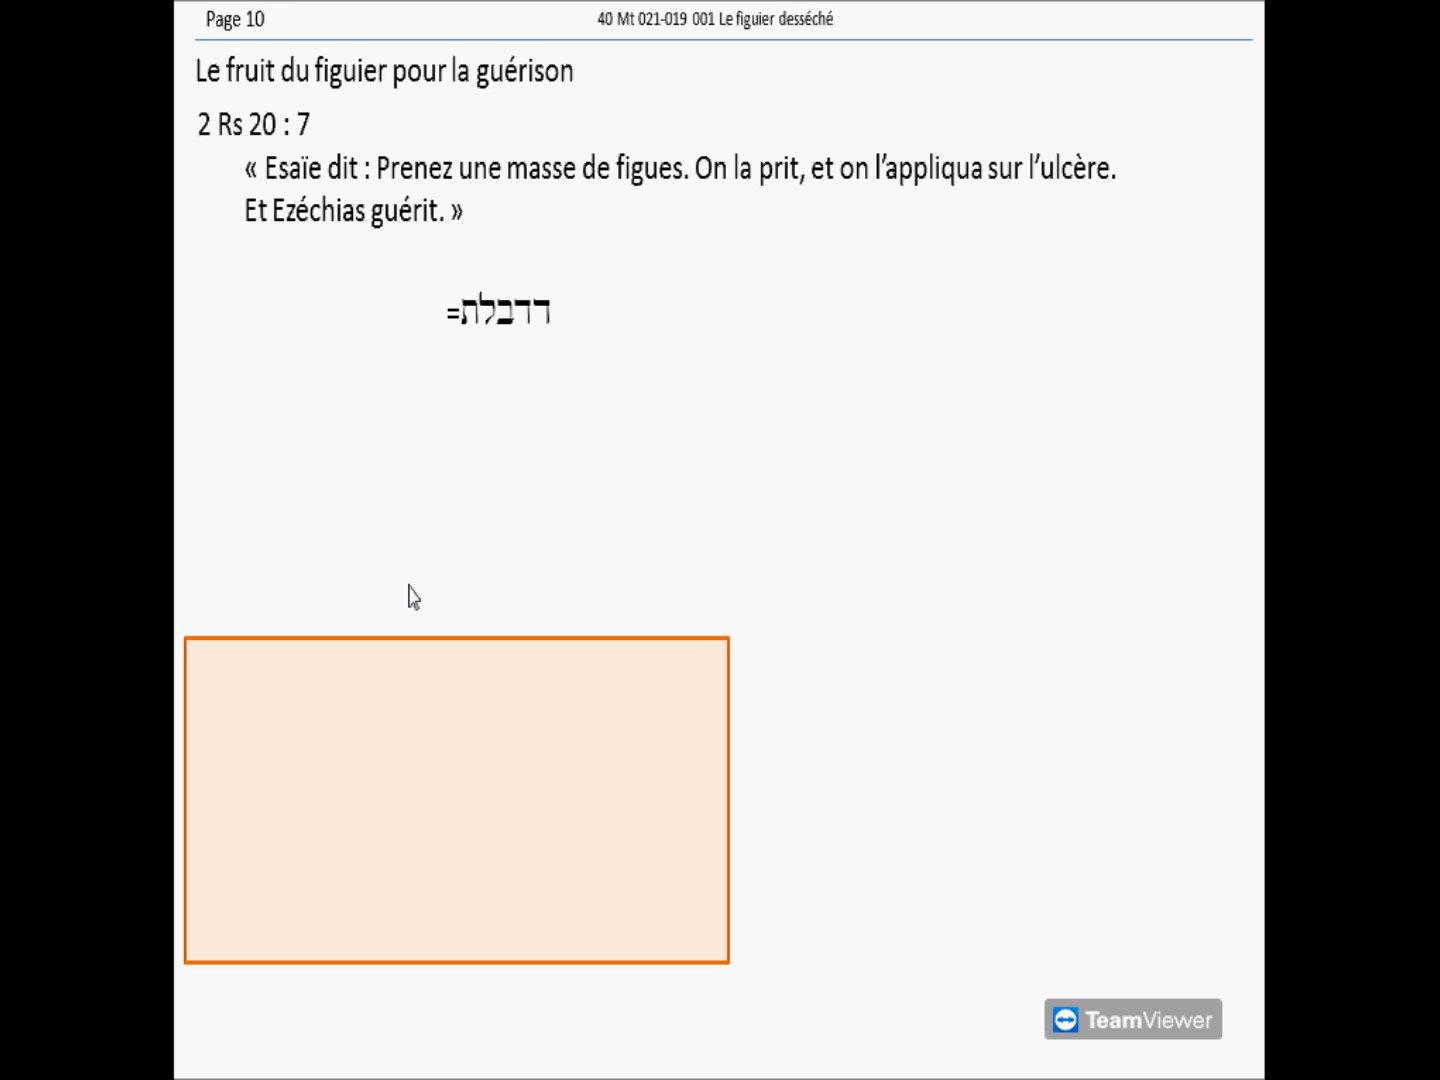 Page 10
40 Mt 021-019 001 Le figuier desséché
Le fruit du figuier pour la guérison
2 Rs 20 : 7
« Esaïe dit : Prenez une masse de figues. On la prit, et on l’appliqua sur l’ulcère.
Et Ezéchias guérit. »
דדבלת=
TeamViewer